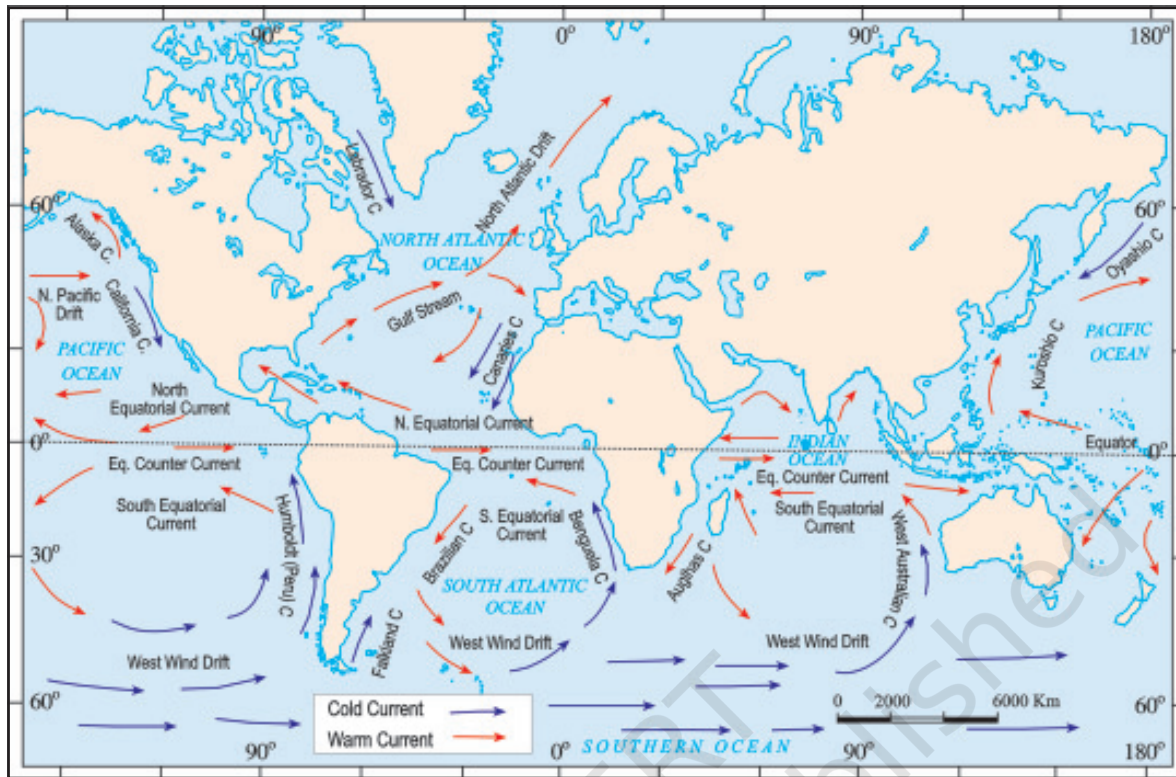 90°
0°
90°
180°
60°
60°
Labrador C
North Atlantic Drift
NORTH ATLANTIC
OCEAN
Alaska C.
Oyashio C
N. Pacific
Drift
California C.
Gulf Stream
Canaries C
Kuroshio C
PACIFIC
OCEAN
PACIFIC
OCEAN
North
Equatorial Current
N. Equatorial Current
Equator
0°
0°
INDIAN
OCEAN
Eq. Counter Current
Eq. Counter Current
Eq. Counter Current
South Equatorial
Current
Humboldt (Peru) C
S. Equatorial
Current
Benguala C
South Equatorial
Current
West Australian C
30°
30°
Brazilian C
Auglhas C
SOUTH ATLANTIC
OCEAN
Falkland C
West Wind Drift
West Wind Drift
West Wind Drift
60°
60°
Cold Current
Warm Current
0 2000 6000 Km
90°
0°
SOUTHERN OCEAN
90°
180°